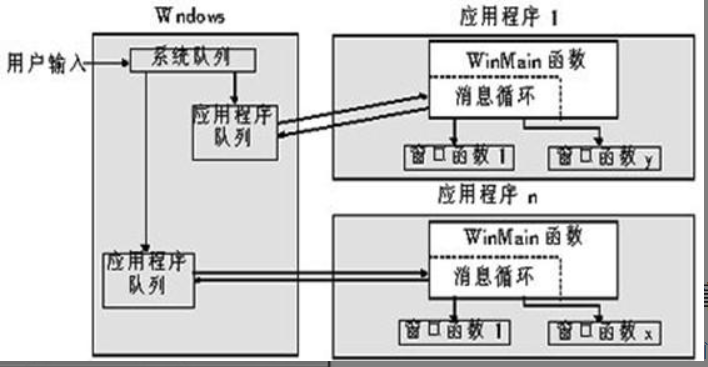 Windows
应用程序 1
用户输入
系统队列
WinMain 函数
消息循环
应用程序
队列
窗口函数 1
窗口函数 y
应用程序 n
WinMain 函数
应用程序
队列
消息循环
窗口函数 1
窗口函数 x